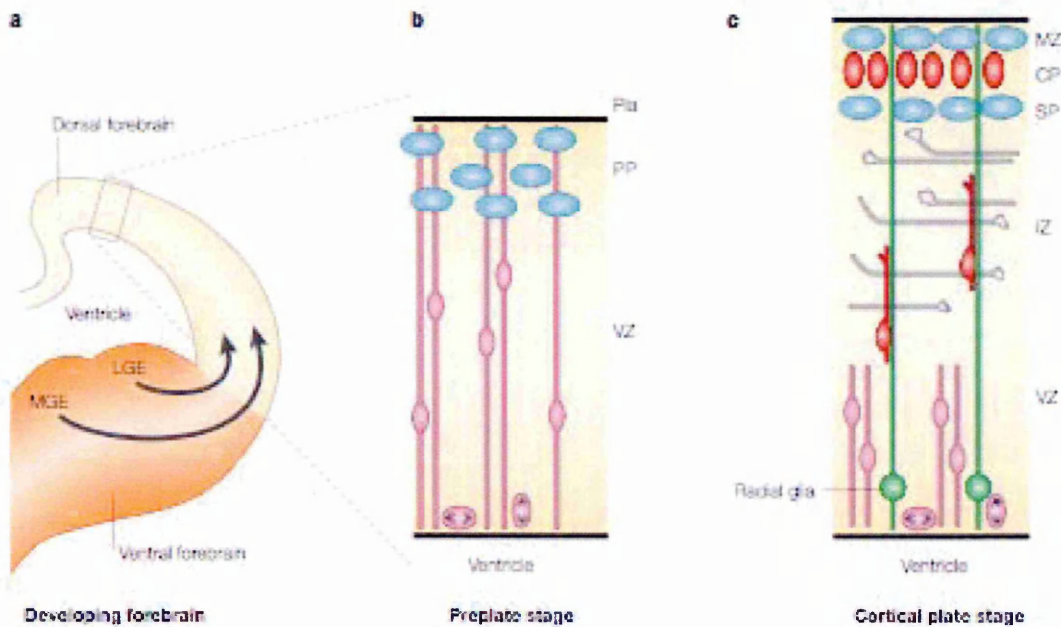 a
Dorsal forebrain
Ventricle
LGE
MGE
Ventral forebrain
Developing forebrain
b
Pia
PP
VZ
Ventricle
Preplate stage
c
MZ
CP
SP
IZ
VZ
Radial glia
Ventricle
Cortical plate stage